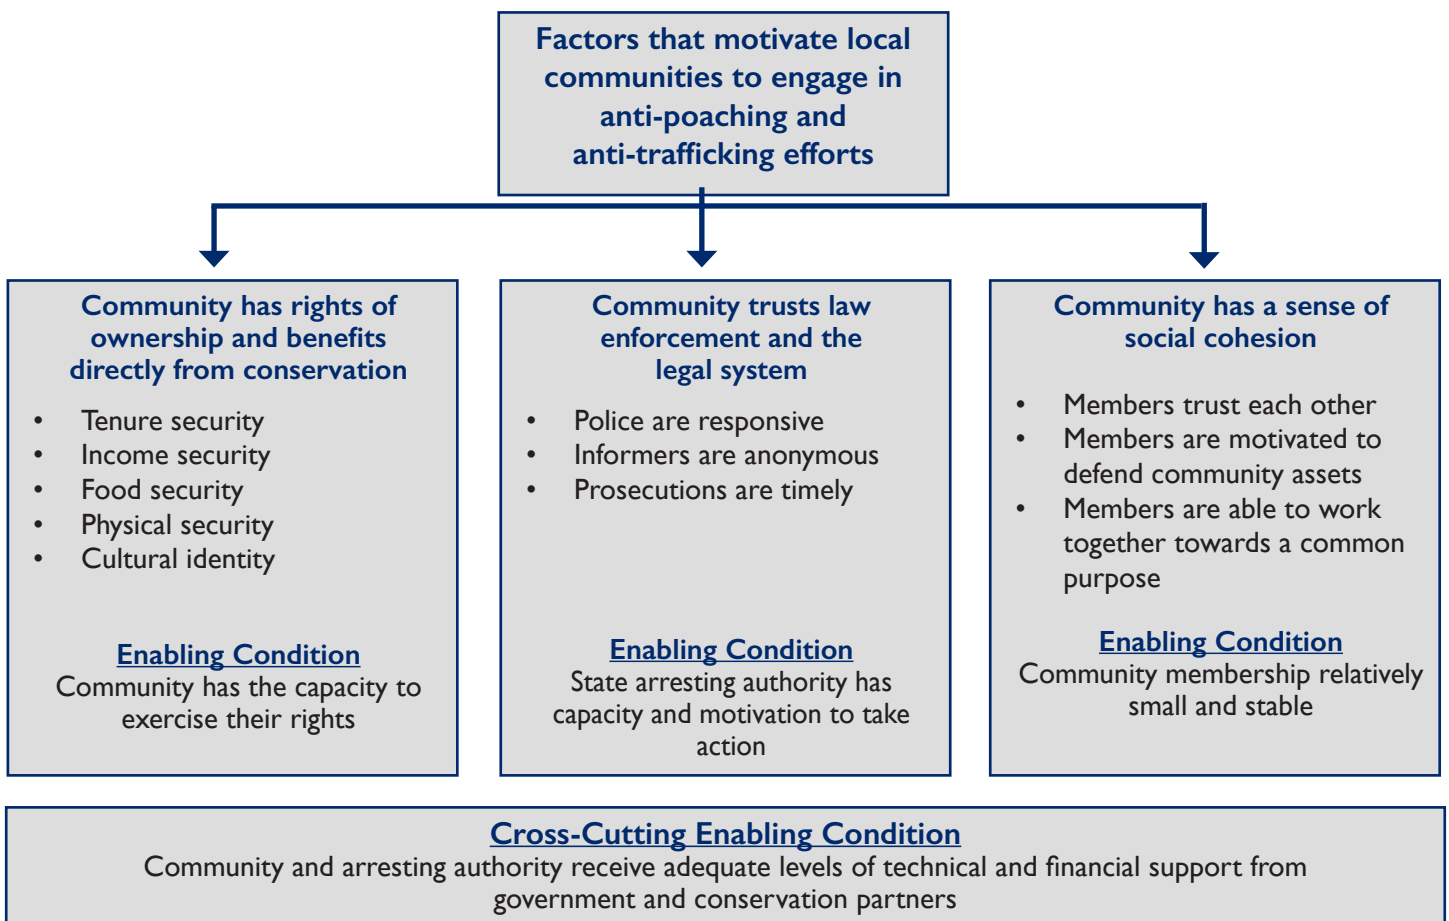 Factors that motivate local
communities to engage in
anti-poaching and
anti-trafficking efforts
Community has rights of
ownership and benefits
directly from conservation
• Tenure security
• Income security
• Food security
• Physical security
• Cultural identity
Enabling Condition
Community has the capacity to
exercise their rights
Community trusts law
enforcement and the
legal system
• Police are responsive
• Informers are anonymous
• Prosecutions are timely
Enabling Condition
State arresting authority has
capacity and motivation to take
action
Community has a sense of
social cohesion
• Members trust each other
• Members are motivated to
defend community assets
• Members are able to work
together towards a common
purpose
Enabling Condition
Community membership relatively
small and stable
Cross-Cutting Enabling Condition
Community and arresting authority receive adequate levels of technical and financial support from
government and conservation partners